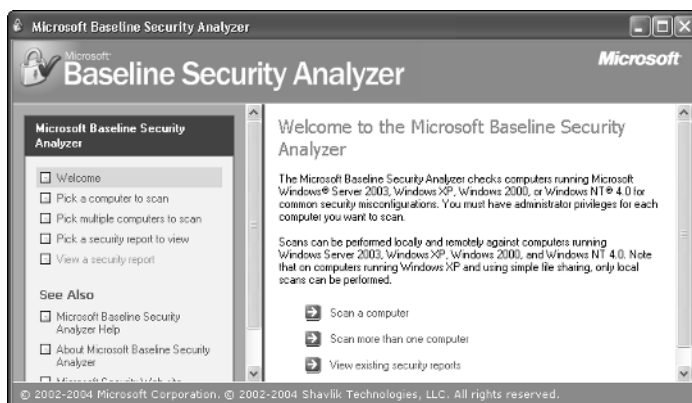 Microsoft Baseline Security Analyzer
Microsoft
Baseline Security Analyzer
Microsoft
Microsoft Baseline Security
Analyzer
Welcome
Pick a computer to scan
Pick multiple computers to scan
Pick a security report to view
View a security report
See Also
Microsoft Baseline Security
Analyzer Help
About Microsoft Baseline Security
Analyzer
Microsoft Security Web site
Welcome to the Microsoft Baseline Security
Analyzer
The Microsoft Baseline Security Analyzer checks computers running Microsoft
Windows® Server 2003, Windows XP, Windows 2000, or Windows NT® 4.0 for
common security misconfigurations. You must have administrator privileges for each
computer you want to scan.
Scans can be performed locally and remotely against computers running
Windows Server 2003, Windows XP, Windows 2000, and Windows NT 4.0. Note
that on computers running Windows XP and using simple file sharing, only local
scans can be performed.
Scan a computer
Scan more than one computer
View existing security reports
© 2002-2004 Microsoft Corporation. © 2002-2004 Shavlik Technologies, LLC. All rights reserved.